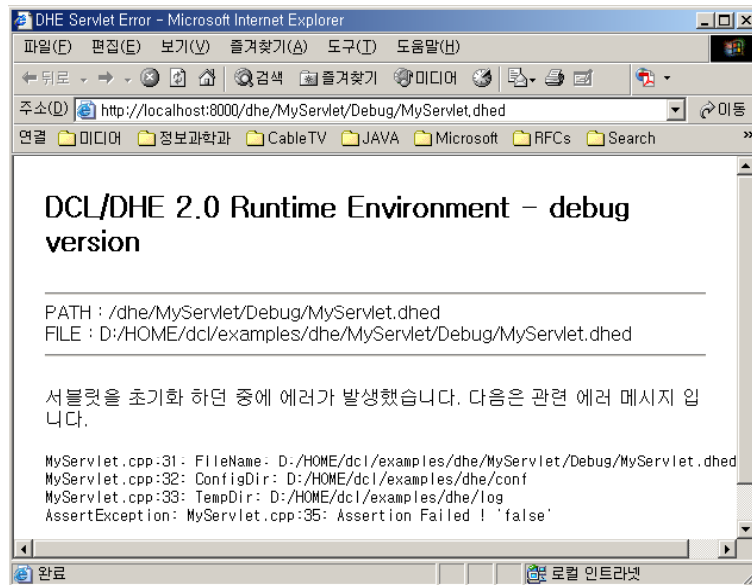 DHE Servlet Error - Microsoft Internet Explorer
파일(F) 편집(E) 보기(V) 즐겨찾기(A) 도구(T) 도움말(H)
뒤로 검색 즐겨찾기 미디어
주소(D) http://localhost:8000/dhe/MyServlet/Debug/MyServlet.dhed 이동
연결 미디어 정보과학과 CableTV JAVA Microsoft RFCs Search »
DCL/DHE 2.0 Runtime Environment - debug
version
PATH : /dhe/MyServlet/Debug/MyServlet.dhed
FILE : D:/HOME/dcl/examples/dhe/MyServlet/Debug/MyServlet.dhed
서블릿을 초기화 하던 중에 에러가 발생했습니다. 다음은 관련 에러 메시지 입
니다.
MyServlet.cpp:31: FileName: D:/HOME/dcl/examples/dhe/MyServlet/Debug/MyServlet.dhed
MyServlet.cpp:32: ConfigDir: D:/HOME/dcl/examples/dhe/conf
MyServlet.cpp:33: TempDir: D:/HOME/dcl/examples/dhe/log
AssertException: MyServlet.cpp:35: Assertion Failed ! 'false'
완료 로컬 인트라넷